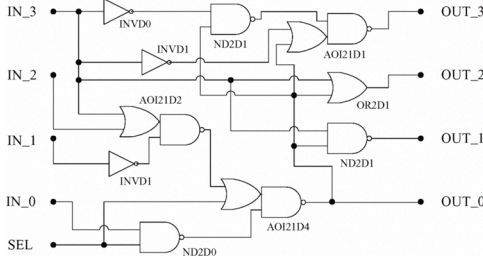 IN_3
INVD0
ND2D1
AOI21D1
OUT_3
INVD1
IN_2
OR2D1
OUT_2
AOI21D2
IN_1
INVD1
ND2D1
OUT_1
IN_0
AOI21D4
OUT_0
SEL
ND2D0